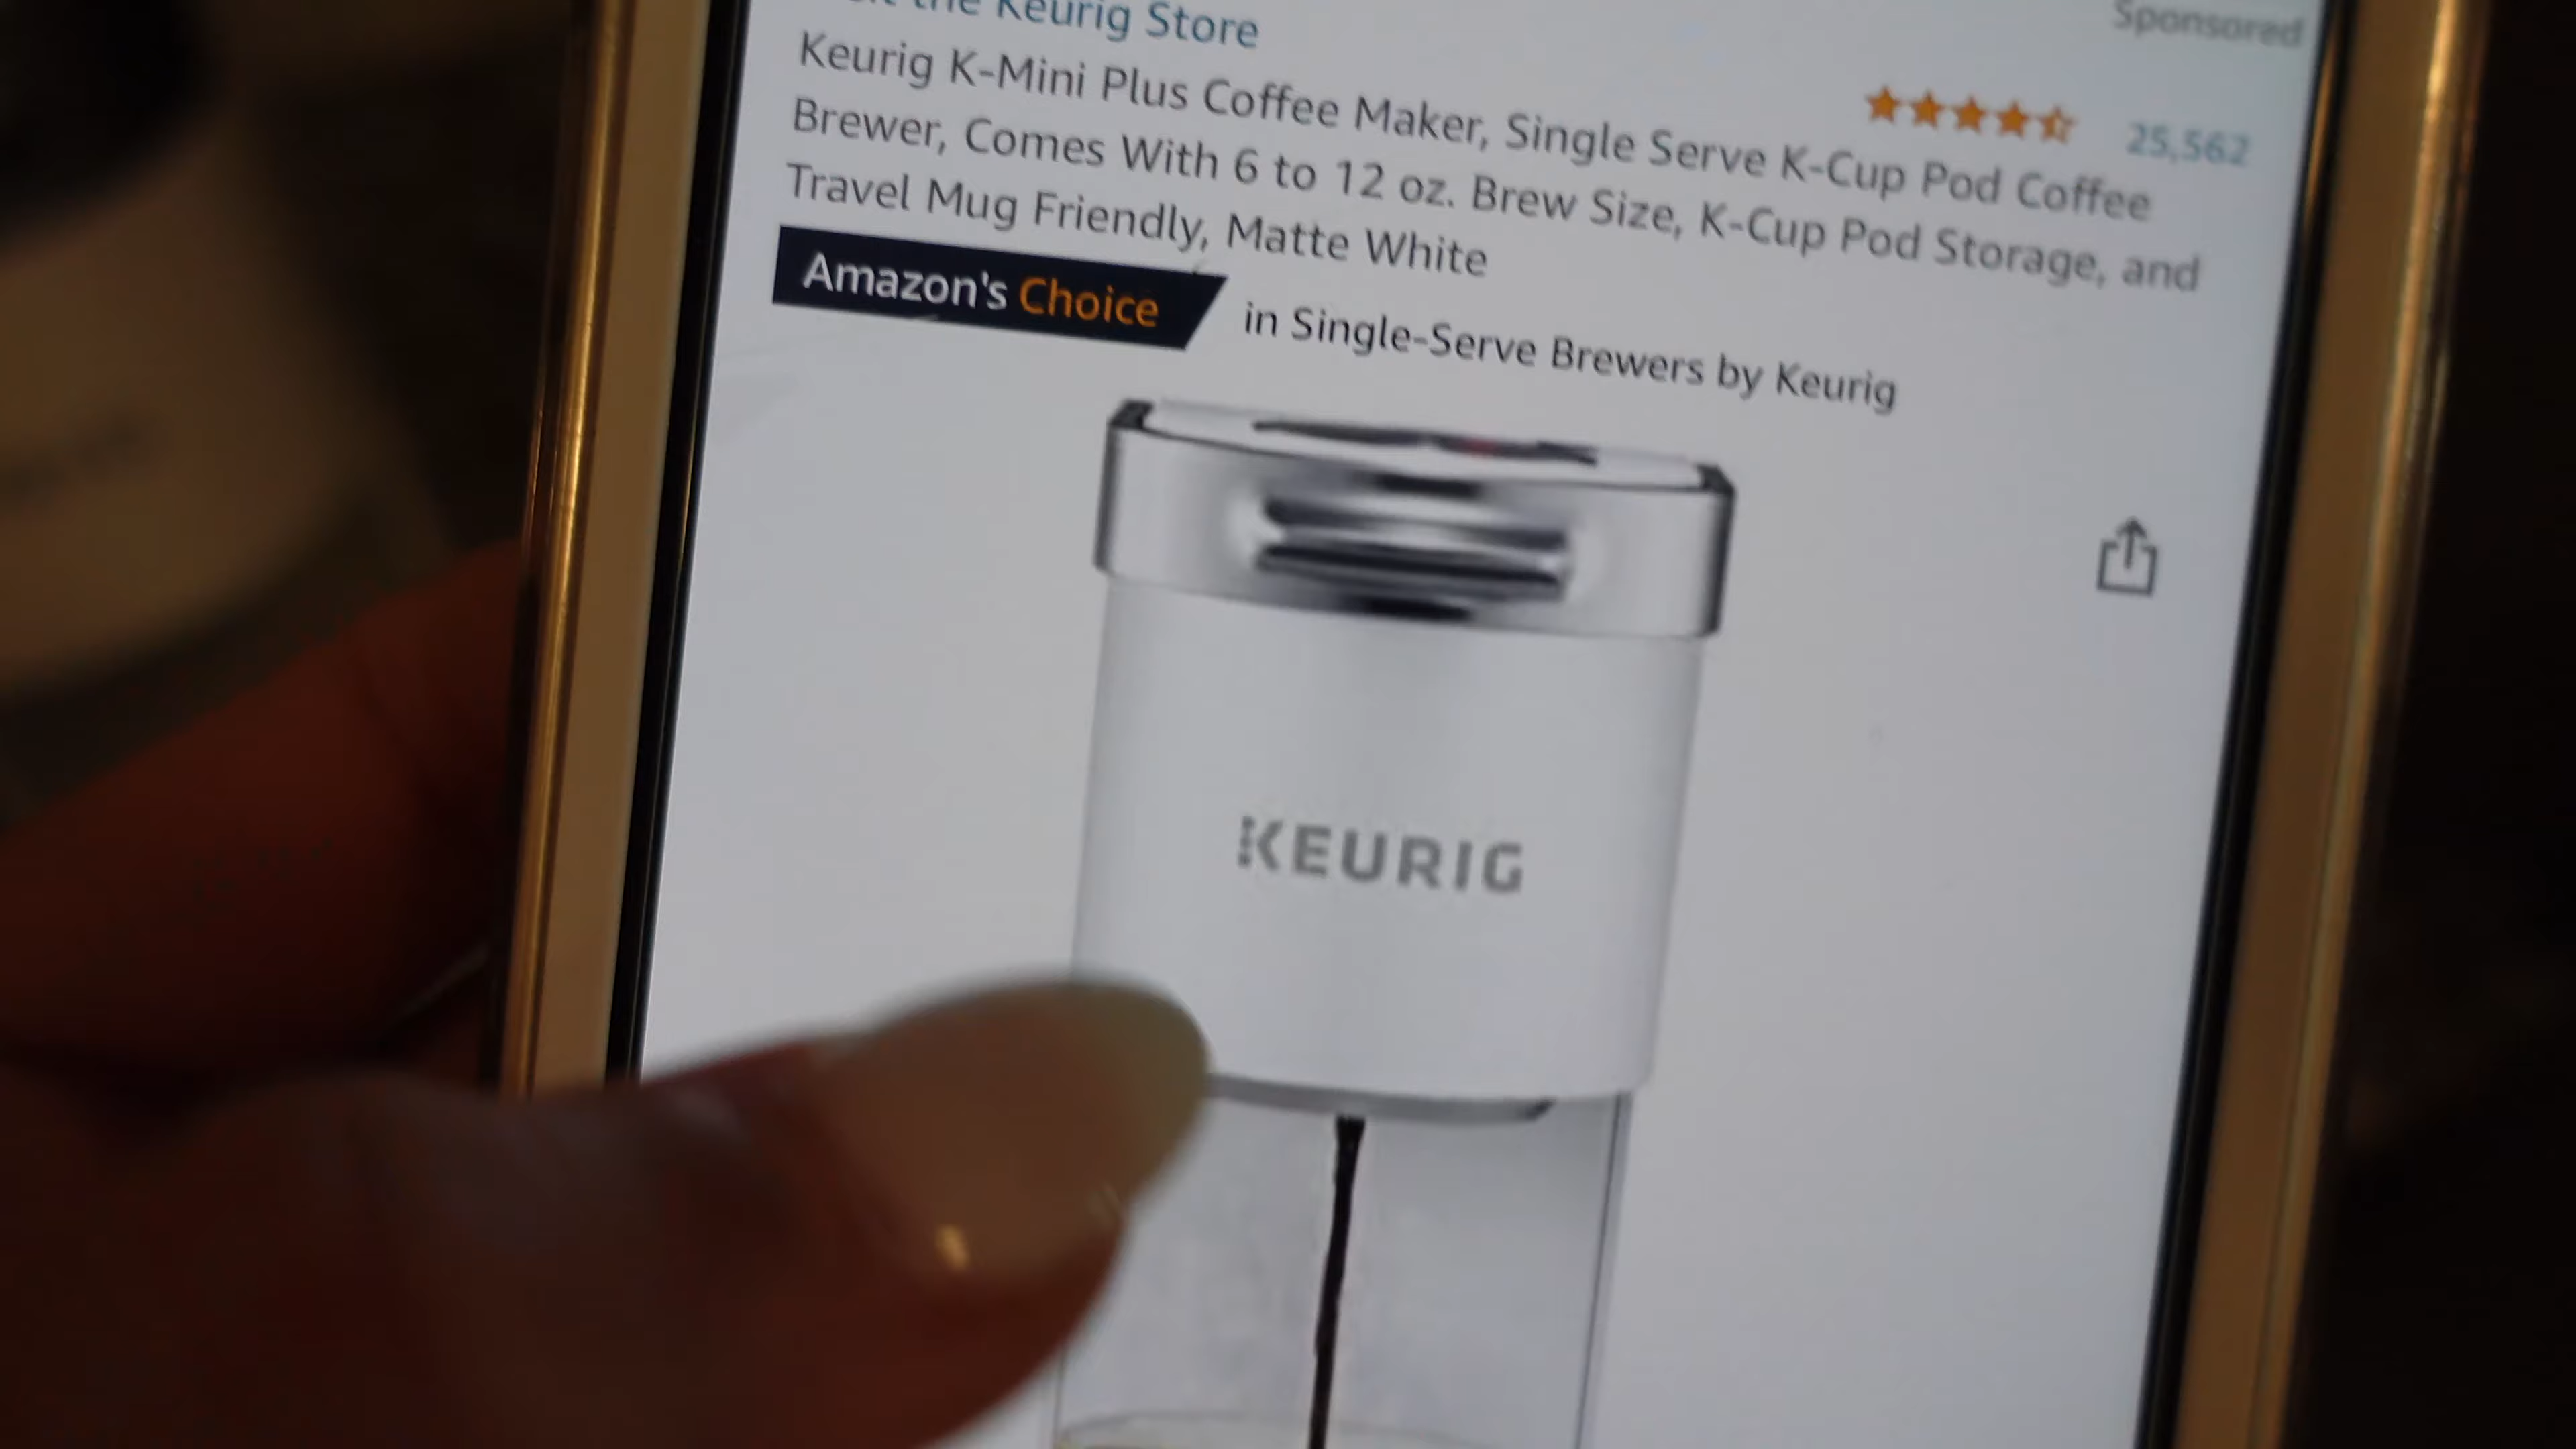 the Keurig Store
Sponsored
Keurig K-Mini Plus Coffee Maker, Single Serve K-Cup Pod Coffee
Brewer, Comes With 6 to 12 oz. Brew Size, K-Cup Pod Storage, and
Travel Mug Friendly, Matte White
25,562
Amazon's Choice in Single-Serve Brewers by Keurig
KEURIG